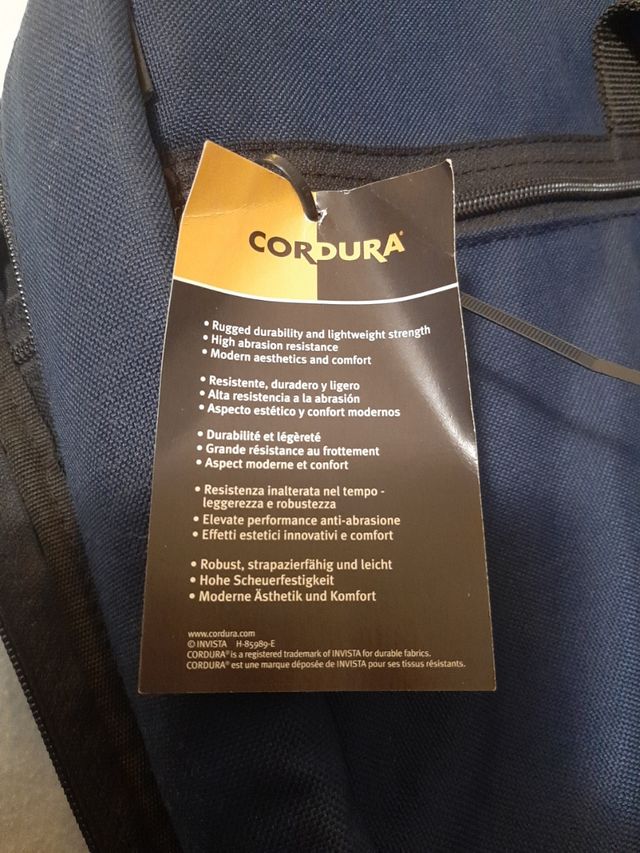 CORDURA®
• Rugged durability and lightweight strength
• High abrasion resistance
• Modern aesthetics and comfort
• Resistente, duradero y ligero
• Alta resistencia a la abrasión
• Aspecto estético y confort modernos
• Durabilité et légèreté
• Grande résistance au frottement
• Aspect moderne et confort
• Resistenza inalterata nel tempo -
leggerezza e robustezza
• Elevate performance anti-abrasione
• Effetti estetici innovativi e comfort
• Robust, strapazierfähig und leicht
• Hohe Scheuerfestigkeit
• Moderne Ästhetik und Komfort
www.cordura.com
© INVISTA H-85989-E
CORDURA® is a registered trademark of INVISTA for durable fabrics.
CORDURA® est une marque déposée de INVISTA pour ses tissus résistants.